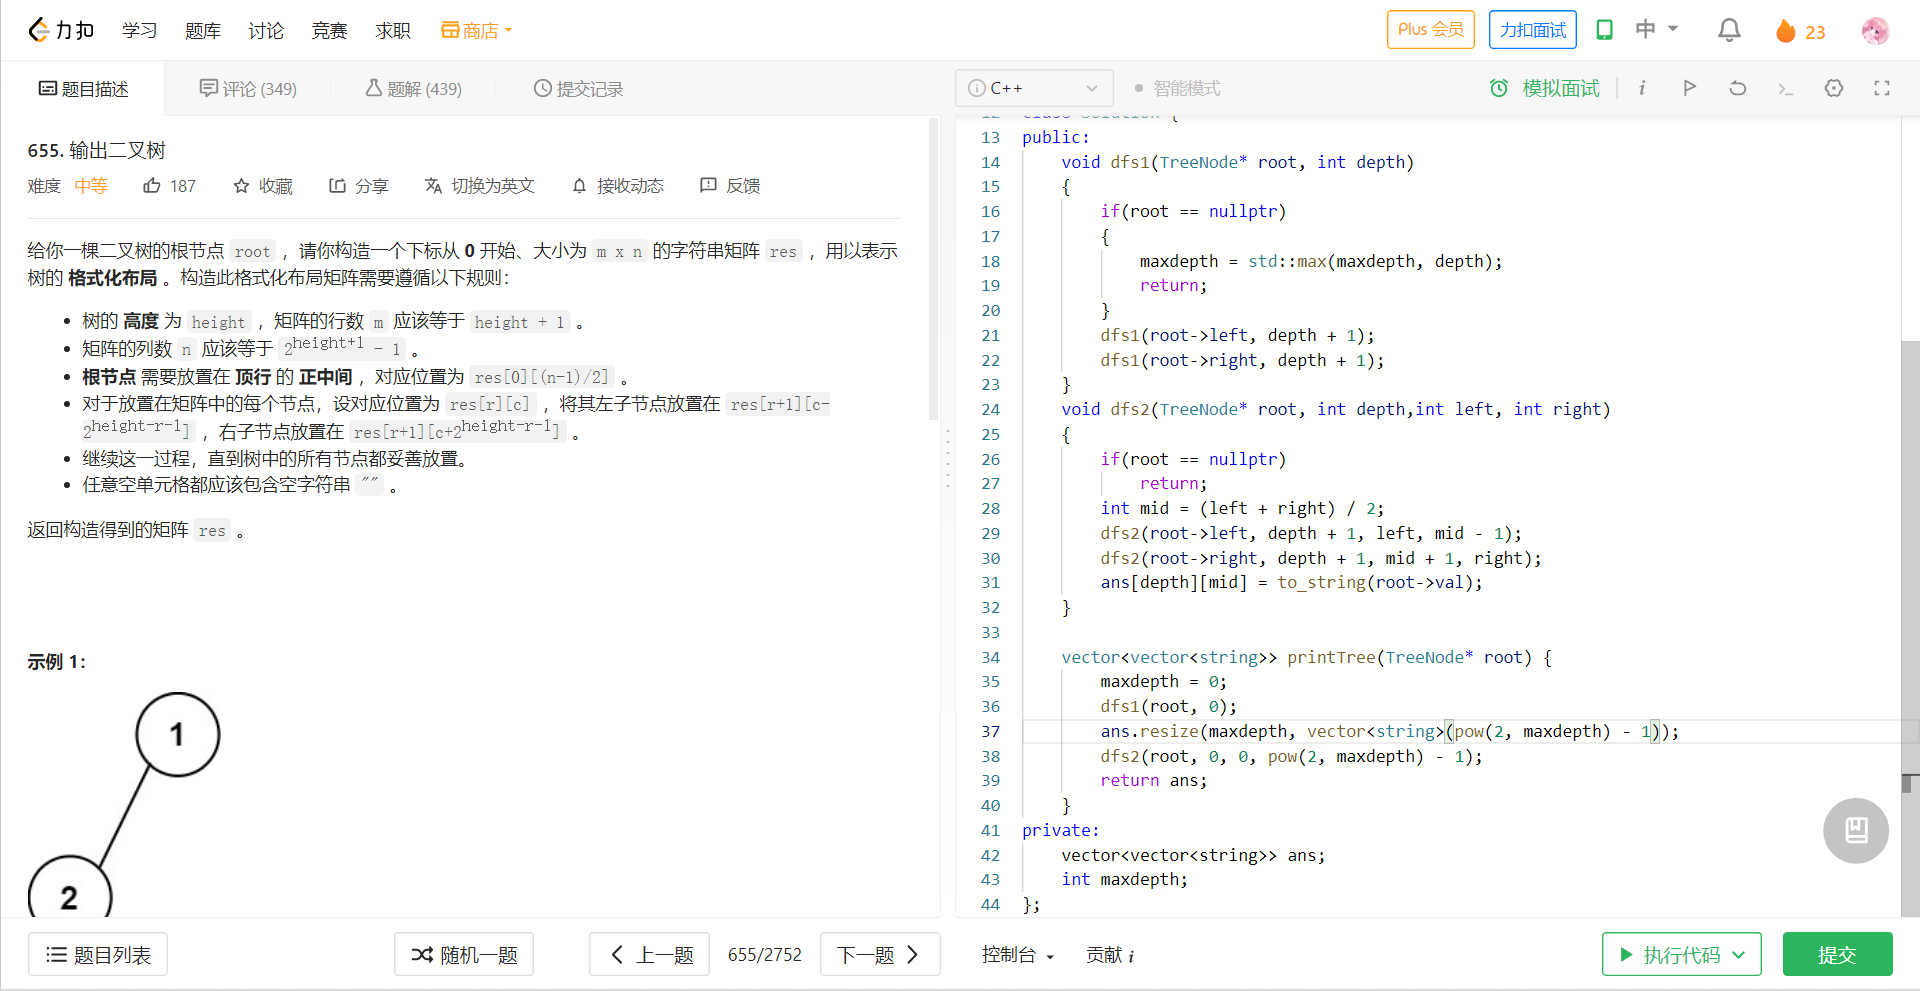 力扣 学习 题库 讨论 竞赛 求职 商店 Plus 会员 力扣面试 中 23
题目描述 评论 (349) 题解 (439) 提交记录
C++ 智能模式 模拟面试 i
655. 输出二叉树
难度 中等 187 收藏 分享 切换为英文 接收动态 反馈
给你一棵二叉树的根节点 root ，请你构造一个下标从 0 开始、大小为 m x n 的字符串矩阵 res ，用以表示
树的 格式化布局 。构造此格式化布局矩阵需要遵循以下规则：
• 树的 高度 为 height ，矩阵的行数 m 应该等于 height + 1 。
• 矩阵的列数 n 应该等于 2^height+1 - 1 。
• 根节点 需要放置在 顶行 的 正中间 ，对应位置为 res[0][(n-1)/2] 。
• 对于放置在矩阵中的每个节点，设对应位置为 res[r][c] ，将其左子节点放置在 res[r+1][c-
2^height-r-1] ，右子节点放置在 res[r+1][c+2^height-r-1] 。
• 继续这一过程，直到树中的所有节点都妥善放置。
• 任意空单元格都应该包含空字符串 "" 。
返回构造得到的矩阵 res 。
示例 1：
1
2
12 class Solution {
13 public:
14     void dfs1(TreeNode* root, int depth)
15     {
16         if(root == nullptr)
17         {
18             maxdepth = std::max(maxdepth, depth);
19             return;
20         }
21         dfs1(root->left, depth + 1);
22         dfs1(root->right, depth + 1);
23     }
24     void dfs2(TreeNode* root, int depth,int left, int right)
25     {
26         if(root == nullptr)
27             return;
28         int mid = (left + right) / 2;
29         dfs2(root->left, depth + 1, left, mid - 1);
30         dfs2(root->right, depth + 1, mid + 1, right);
31         ans[depth][mid] = to_string(root->val);
32     }
33
34     vector<vector<string>> printTree(TreeNode* root) {
35         maxdepth = 0;
36         dfs1(root, 0);
37         ans.resize(maxdepth, vector<string>(pow(2, maxdepth) - 1));
38         dfs2(root, 0, 0, pow(2, maxdepth) - 1);
39         return ans;
40     }
41 private:
42     vector<vector<string>> ans;
43     int maxdepth;
44 };
题目列表 随机一题 上一题 655/2752 下一题 控制台 贡献 i 执行代码 提交